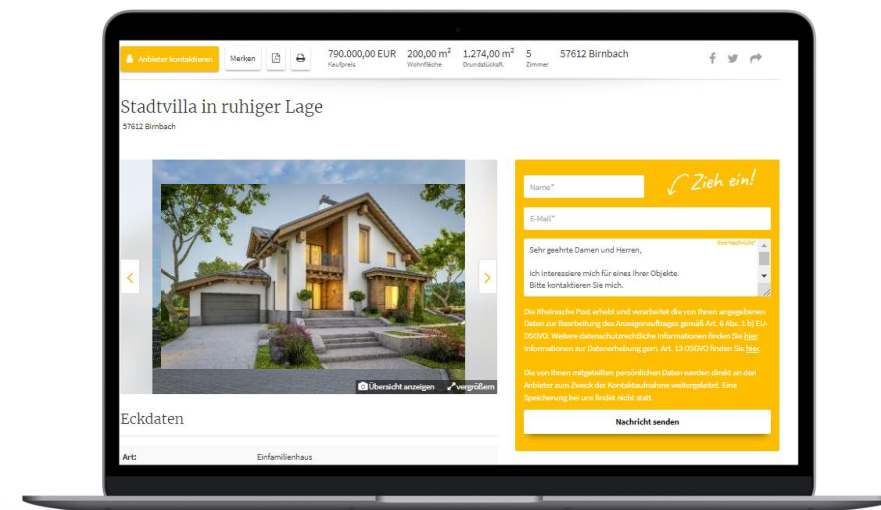 Anbieter kontaktieren
Merken
790.000,00 EUR
Kaufpreis
200,00 m²
Wohnfläche
1.274,00 m²
Grundstücksfl.
5
Zimmer
57612 Birnbach
Stadtvilla in ruhiger Lage
57612 Birnbach
Übersicht anzeigen
vergrößern
Name*
Zieh ein!
E-Mail*
Ihre Nachricht*
Sehr geehrte Damen und Herren,
ich interessiere mich für eines Ihrer Objekte.
Bitte kontaktieren Sie mich.
Die Rheinische Post erhebt und verarbeitet die von Ihnen angegebenen
Daten zur Bearbeitung des Anzeigenauftrages gemäß Art. 6 Abs. 1 b) EU-
DSGVO. Weitere datenschutzrechtliche Informationen finden Sie hier
Informationen zur Datenerhebung gem. Art. 13 DSGVO finden Sie hier.
Die von Ihnen mitgeteilten persönlichen Daten werden direkt an den
Anbieter zum Zweck der Kontaktaufnahme weitergeleitet. Eine
Speicherung bei uns findet nicht statt.
Nachricht senden
Eckdaten
Art:
Einfamilienhaus